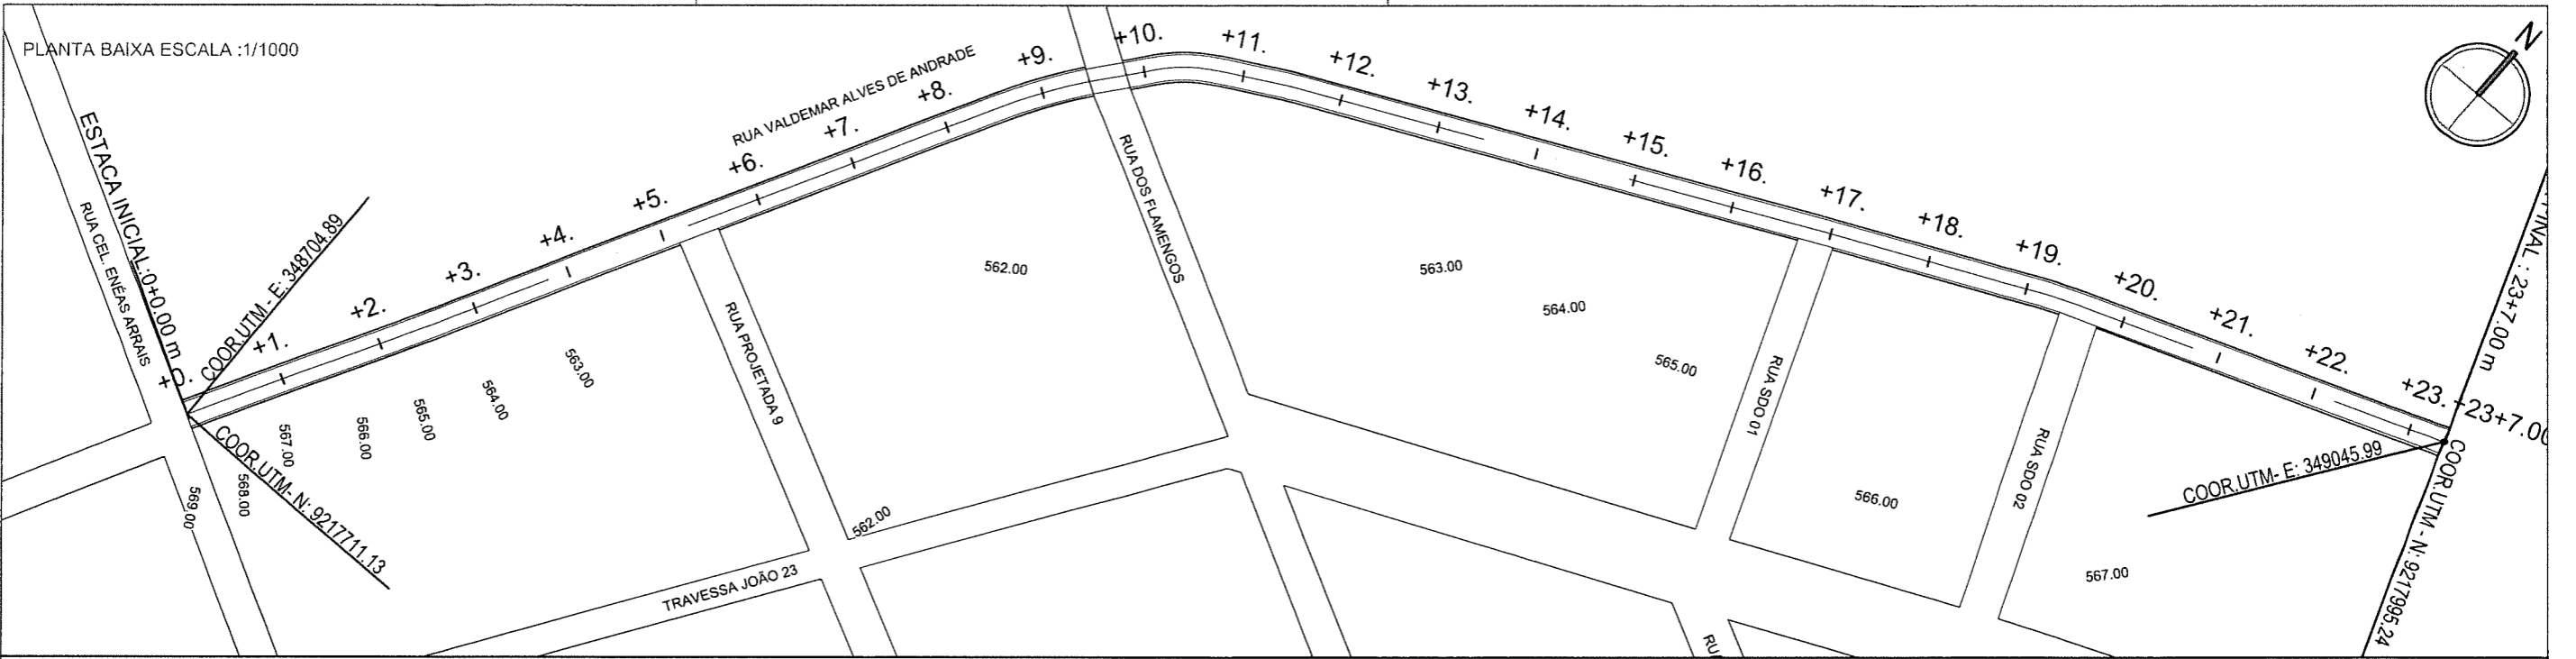 PLANTA BAIXA ESCALA :1/1000
N
RUA VALDEMAR ALVES DE ANDRADE
ESTACA INICIAL:0+0.00 m
RUA CEL. ENÉAS ARRAIS
COOR.UTM - E: 348704.89
COOR.UTM- N: 9217711.13
+0.
+1.
+2.
+3.
+4.
+5.
+6.
+7.
+8.
+9.
+10.
+11.
+12.
+13.
+14.
+15.
+16.
+17.
+18.
+19.
+20.
+21.
+22.
+23.
+23+7.00
FINAL : 23+7.00 m
COOR.UTM- E: 349045.99
COOR.UTM - N: 9217995.24
RUA PROJETADA 9
RUA DOS FLAMENGOS
RUA SDO 01
RUA SDO 02
TRAVESSA JOÃO 23
569.00
568.00
567.00
566.00
565.00
564.00
563.00
562.00
562.00
563.00
564.00
565.00
566.00
567.00